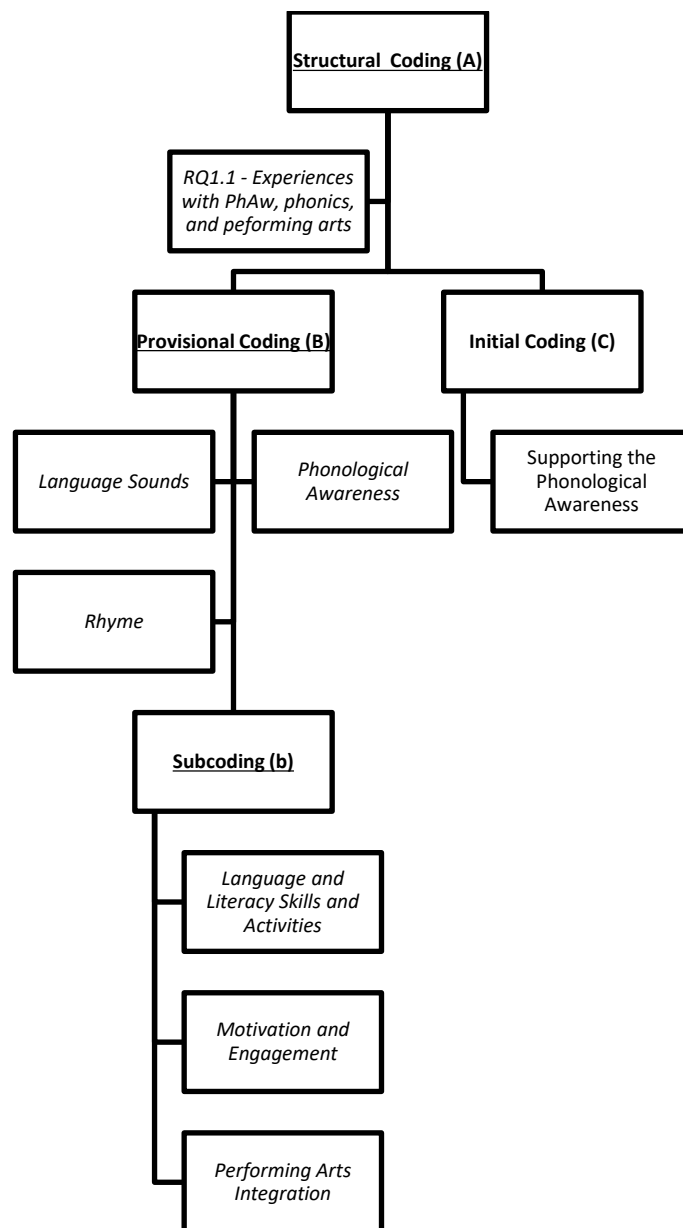 Structural Coding (A)
RQ1.1 - Experiences
with PhAw, phonics,
and peforming arts
Provisional Coding (B)
Initial Coding (C)
Language Sounds
Phonological
Awareness
Supporting the
Phonological
Awareness
Rhyme
Subcoding (b)
Language and
Literacy Skills and
Activities
Motivation and
Engagement
Performing Arts
Integration